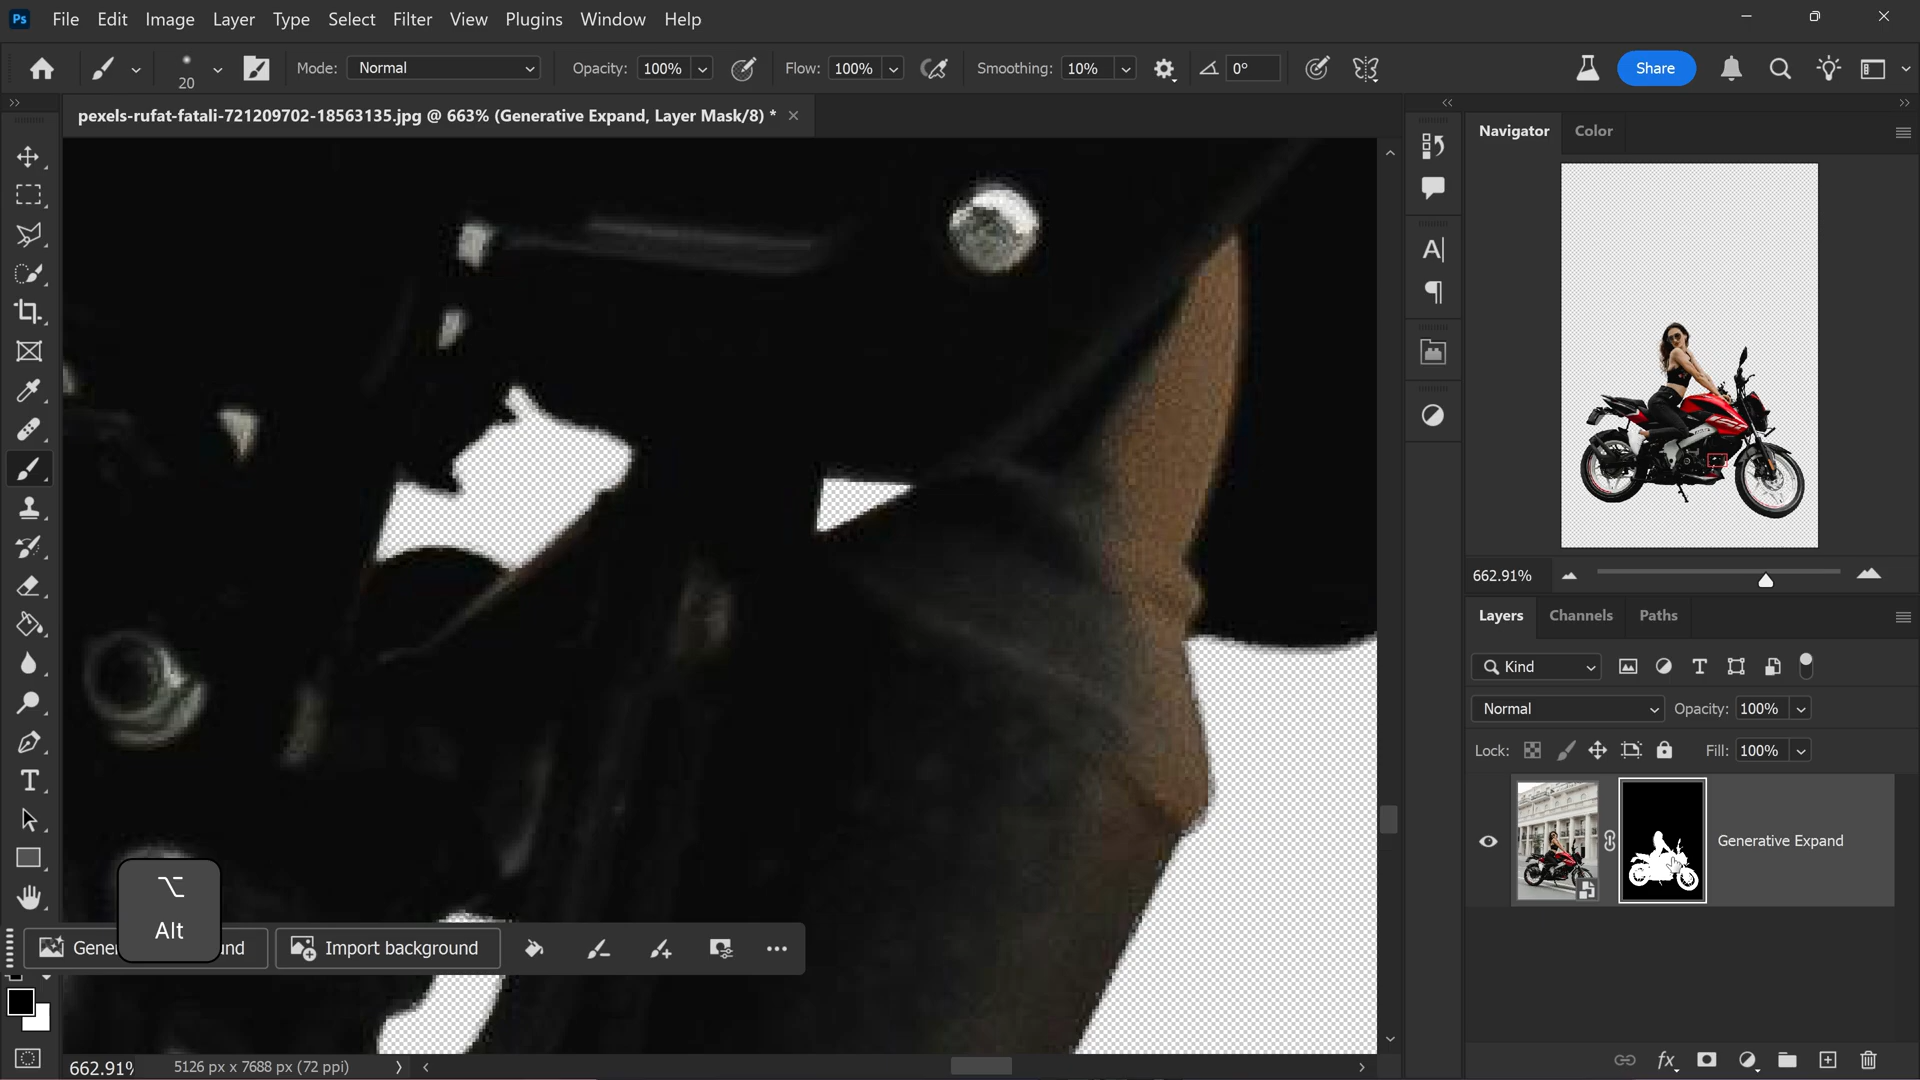 Ps File Edit Image Layer Type Select Filter View Plugins Window Help
20 Mode: Normal Opacity: 100% Flow: 100% Smoothing: 10% 0° Share
pexels-rufat-fatali-721209702-18563135.jpg @ 663% (Generative Expand, Layer Mask/8) *
Navigator Color
662.91%
Layers Channels Paths
Kind
Normal Opacity: 100%
Lock: Fill: 100%
Generative Expand
Alt
Gener nd Import background
662.91% 5126 px x 7688 px (72 ppi)
fx